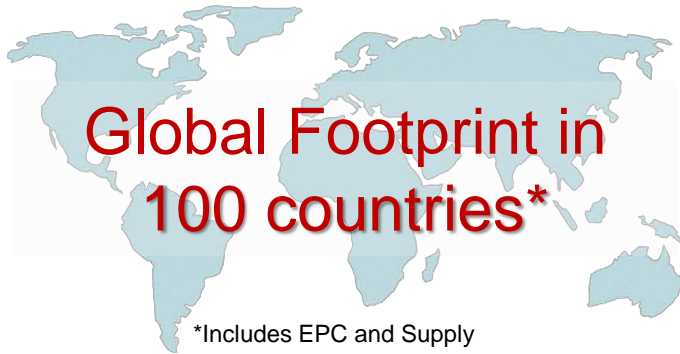 Global Footprint in
100 countries*
*Includes EPC and Supply